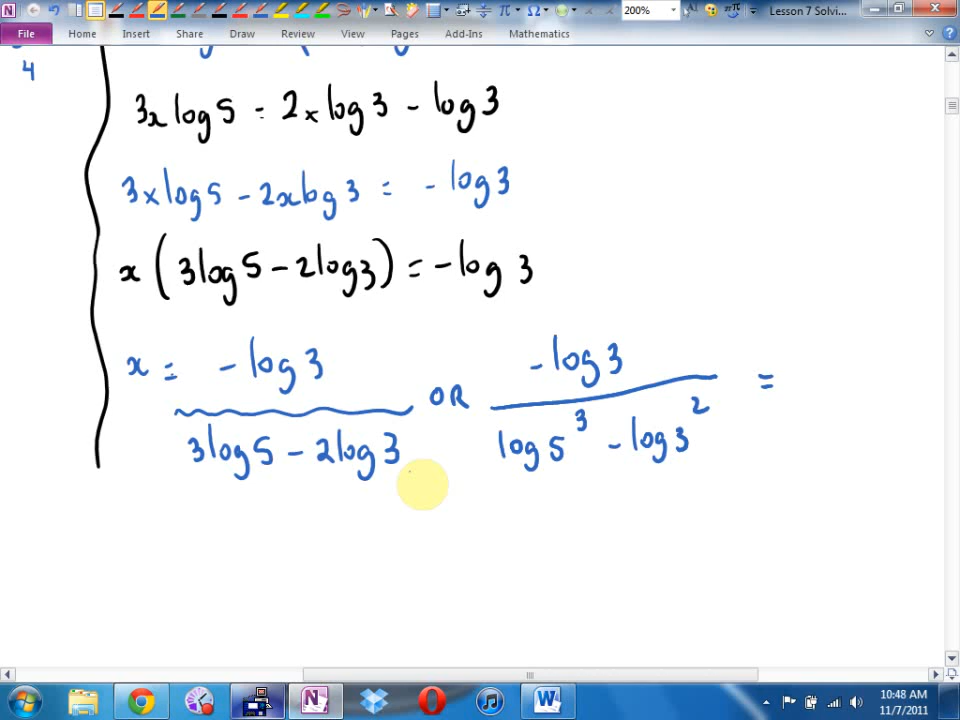 200% Lesson 7 Solvi...
File Home Insert Share Draw Review View Pages Add-Ins Mathematics
4
3x log 5 = 2x log 3 - log 3
3x log 5 - 2x log 3 = - log 3
x ( 3 log 5 - 2 log 3 ) = - log 3
x = - log 3 / 3 log 5 - 2 log 3 OR - log 3 / log 5^3 - log 3^2 =
10:48 AM
11/7/2011